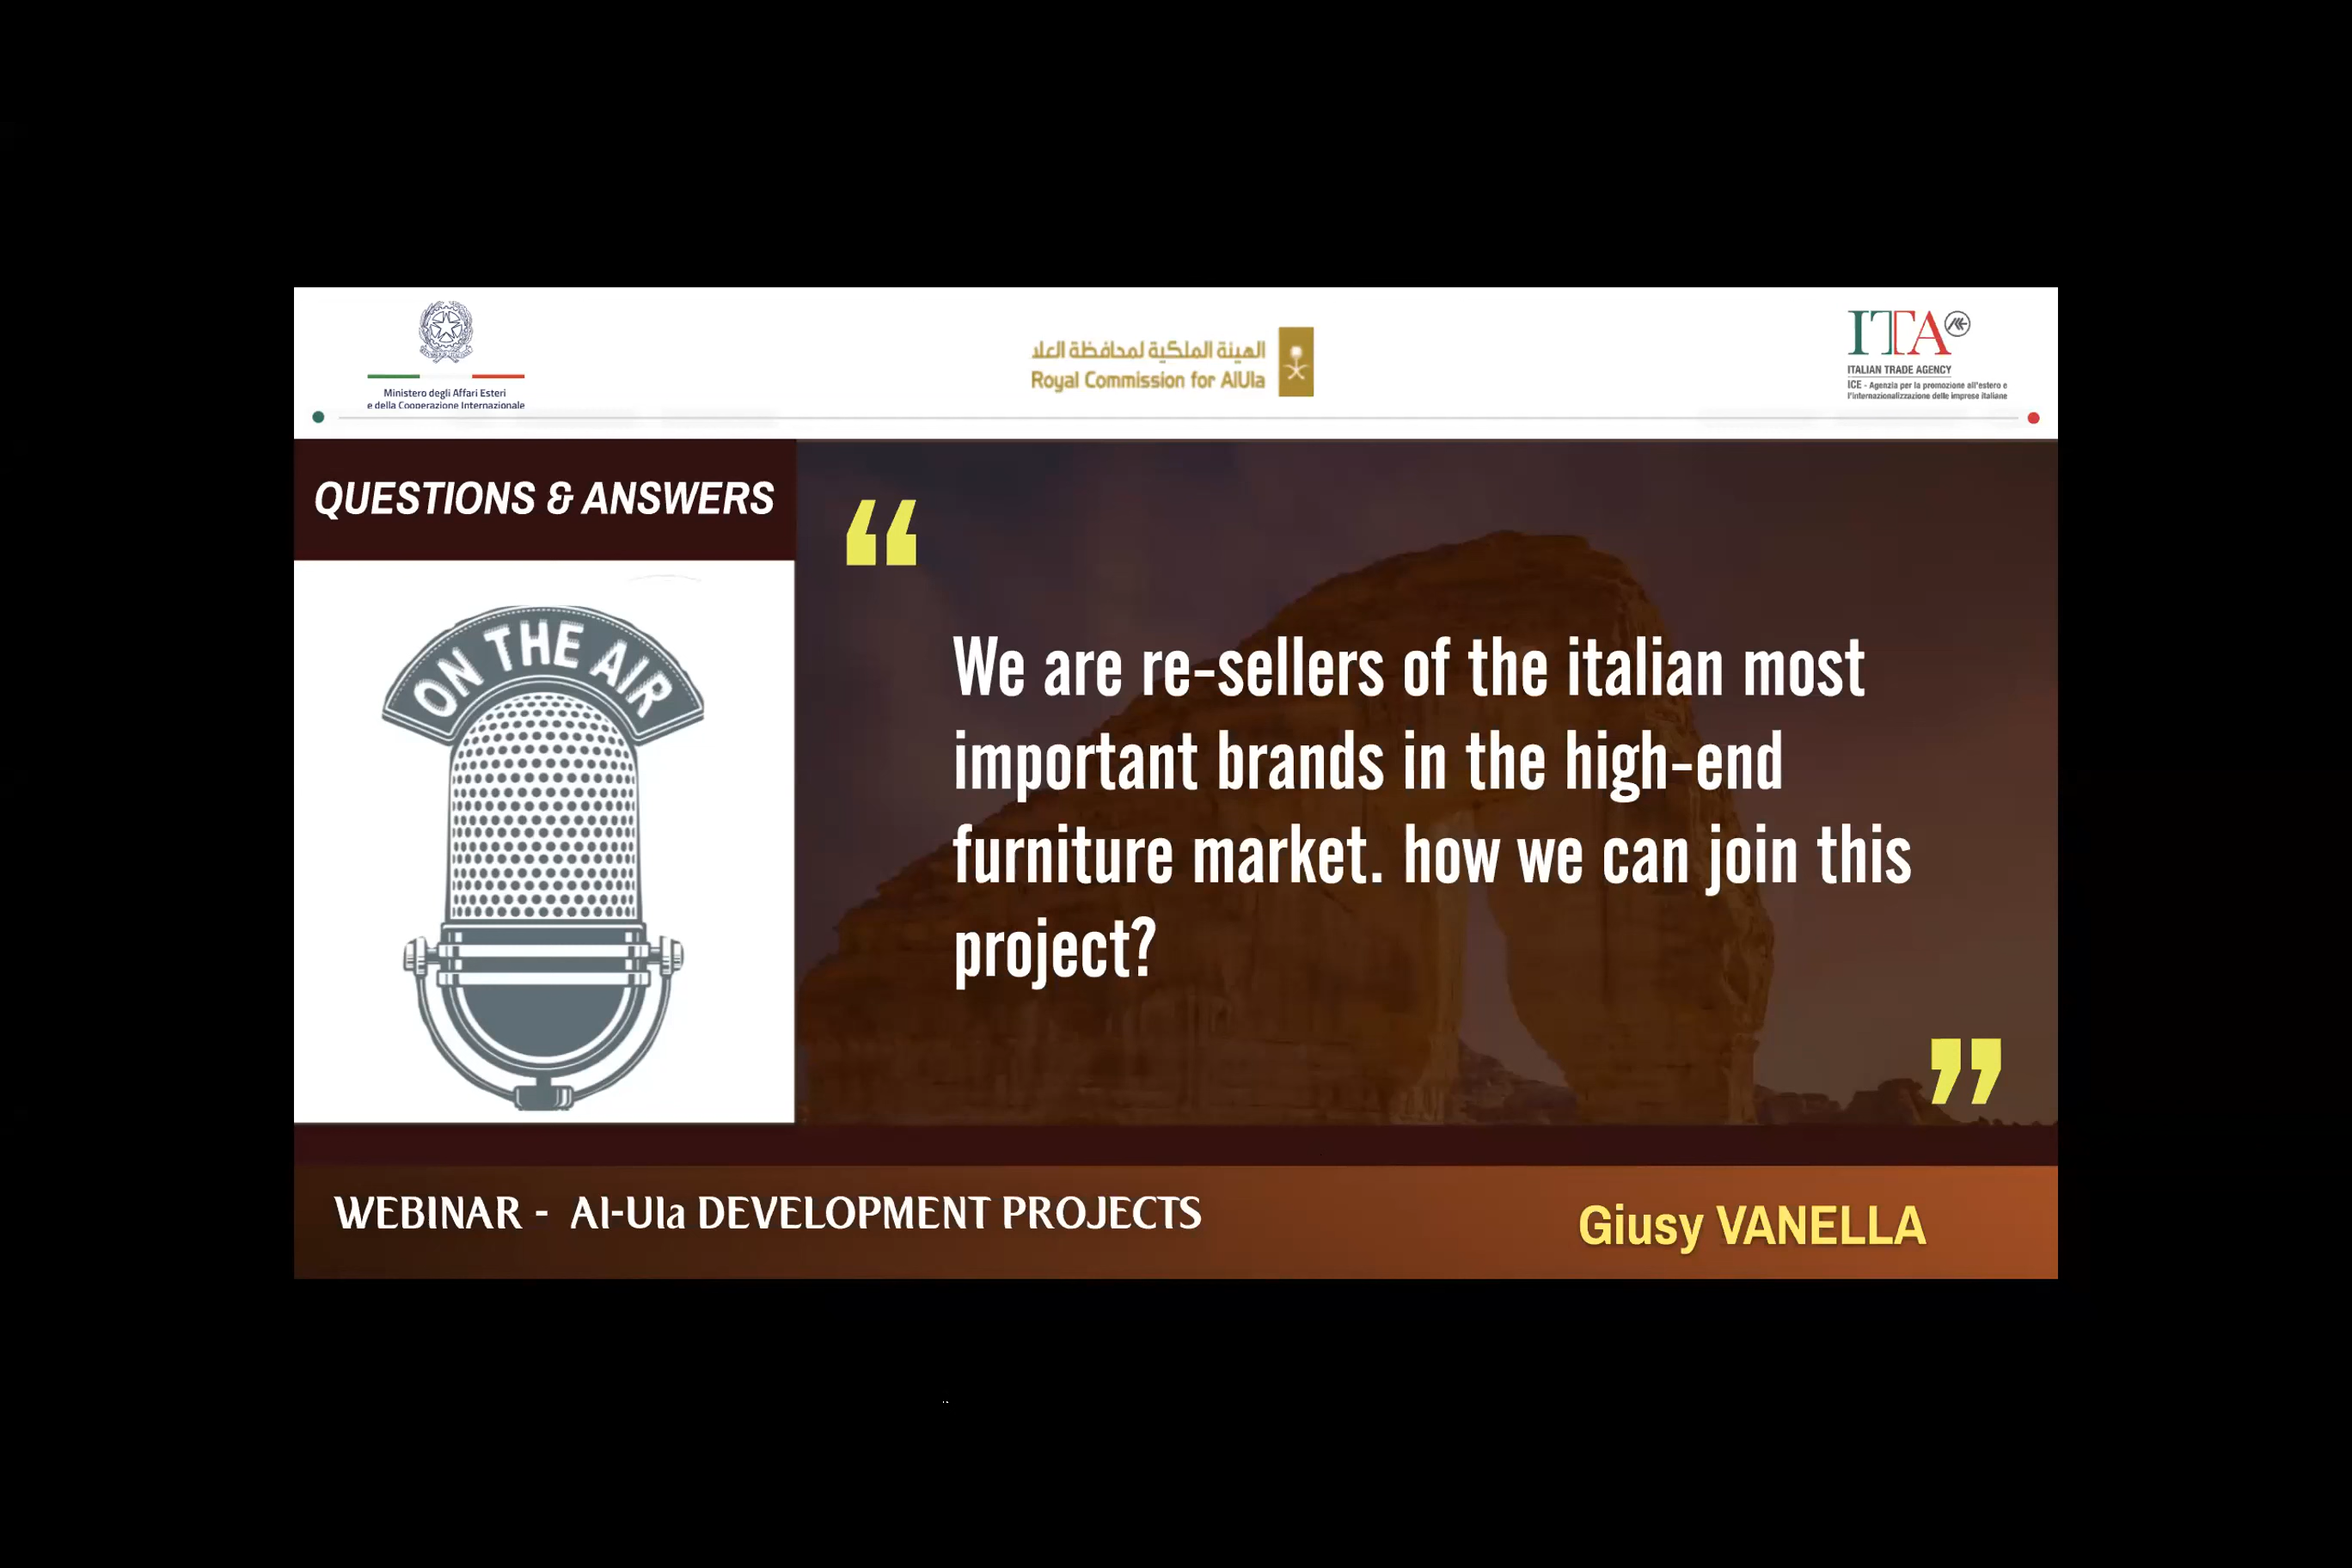 Ministero degli Affari Esteri
e della Cooperazione Internazionale
الهيئة الملكية لمحافظة العلا
Royal Commission for AlUla
ITA
ITALIAN TRADE AGENCY
ICE - Agenzia per la promozione all'estero e
l'internazionalizzazione delle imprese italiane
QUESTIONS & ANSWERS
ON THE AIR
“
We are re-sellers of the italian most
important brands in the high-end
furniture market. how we can join this
project?
”
WEBINAR - Al-Ula DEVELOPMENT PROJECTS
Giusy VANELLA